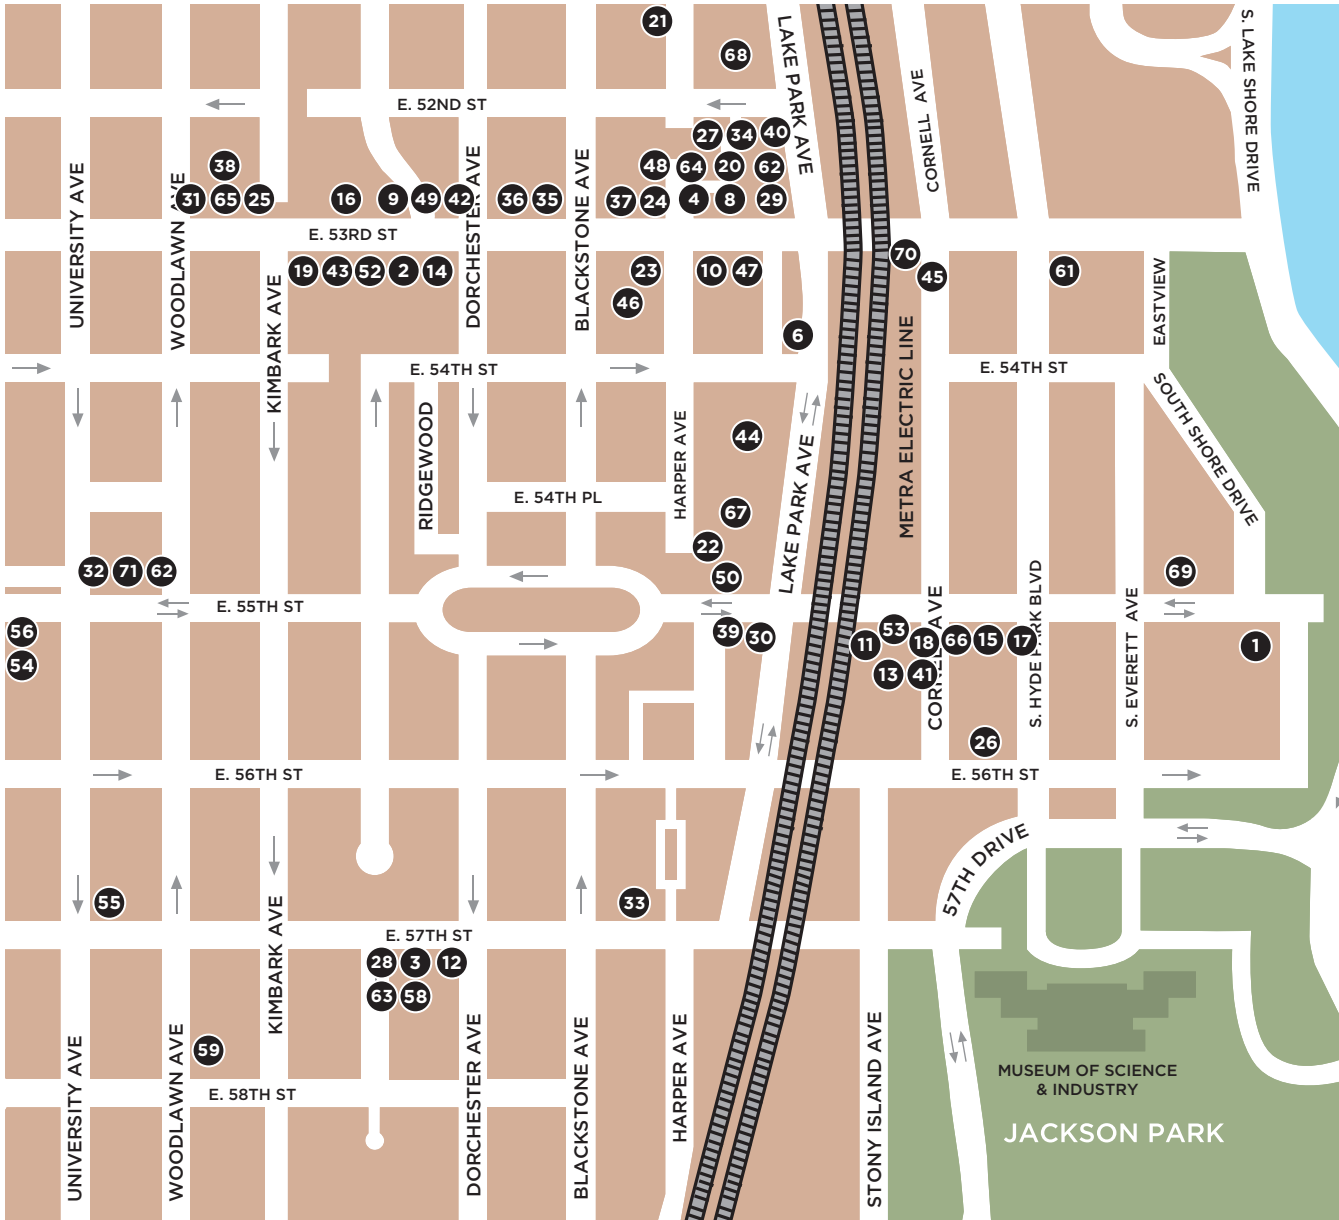 21
68
LAKE PARK AVE
CORNELL AVE
S. LAKE SHORE DRIVE
E. 52ND ST
27 34 40
38
48 64 20 62
31 65 25 16 9 49 42 36 35 37 24 4 8 29
UNIVERSITY AVE
WOODLAWN AVE
DORCHESTER AVE
BLACKSTONE AVE
E. 53RD ST
70
19 43 52 2 14 23 10 47 45 61
46
6
KIMBARK AVE
EASTVIEW
METRA ELECTRIC LINE
E. 54TH ST
E. 54TH ST
SOUTH SHORE DRIVE
RIDGEWOOD
HARPER AVE
44
LAKE PARK AVE
E. 54TH PL
67
22
32 71 62 50 69
E. 55TH ST
56 39 30 11 53 18 66 15 17 1
54 13 41
CORNELL AVE
S. HYDE PARK BLVD
S. EVERETT AVE
26
E. 56TH ST
E. 56TH ST
57TH DRIVE
55 33
KIMBARK AVE
E. 57TH ST
28 3 12
63 58
59
UNIVERSITY AVE
WOODLAWN AVE
DORCHESTER AVE
BLACKSTONE AVE
HARPER AVE
STONY ISLAND AVE
E. 58TH ST
MUSEUM OF SCIENCE
& INDUSTRY
JACKSON PARK